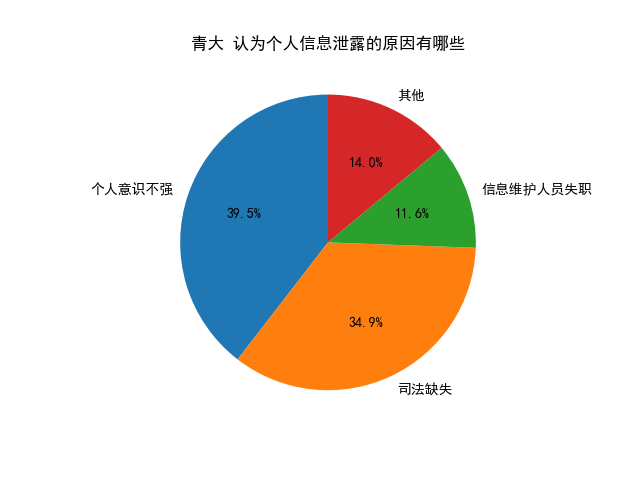 青大 认为个人信息泄露的原因有哪些
其他
14.0%
个人意识不强
39.5%
11.6%
信息维护人员失职
34.9%
司法缺失